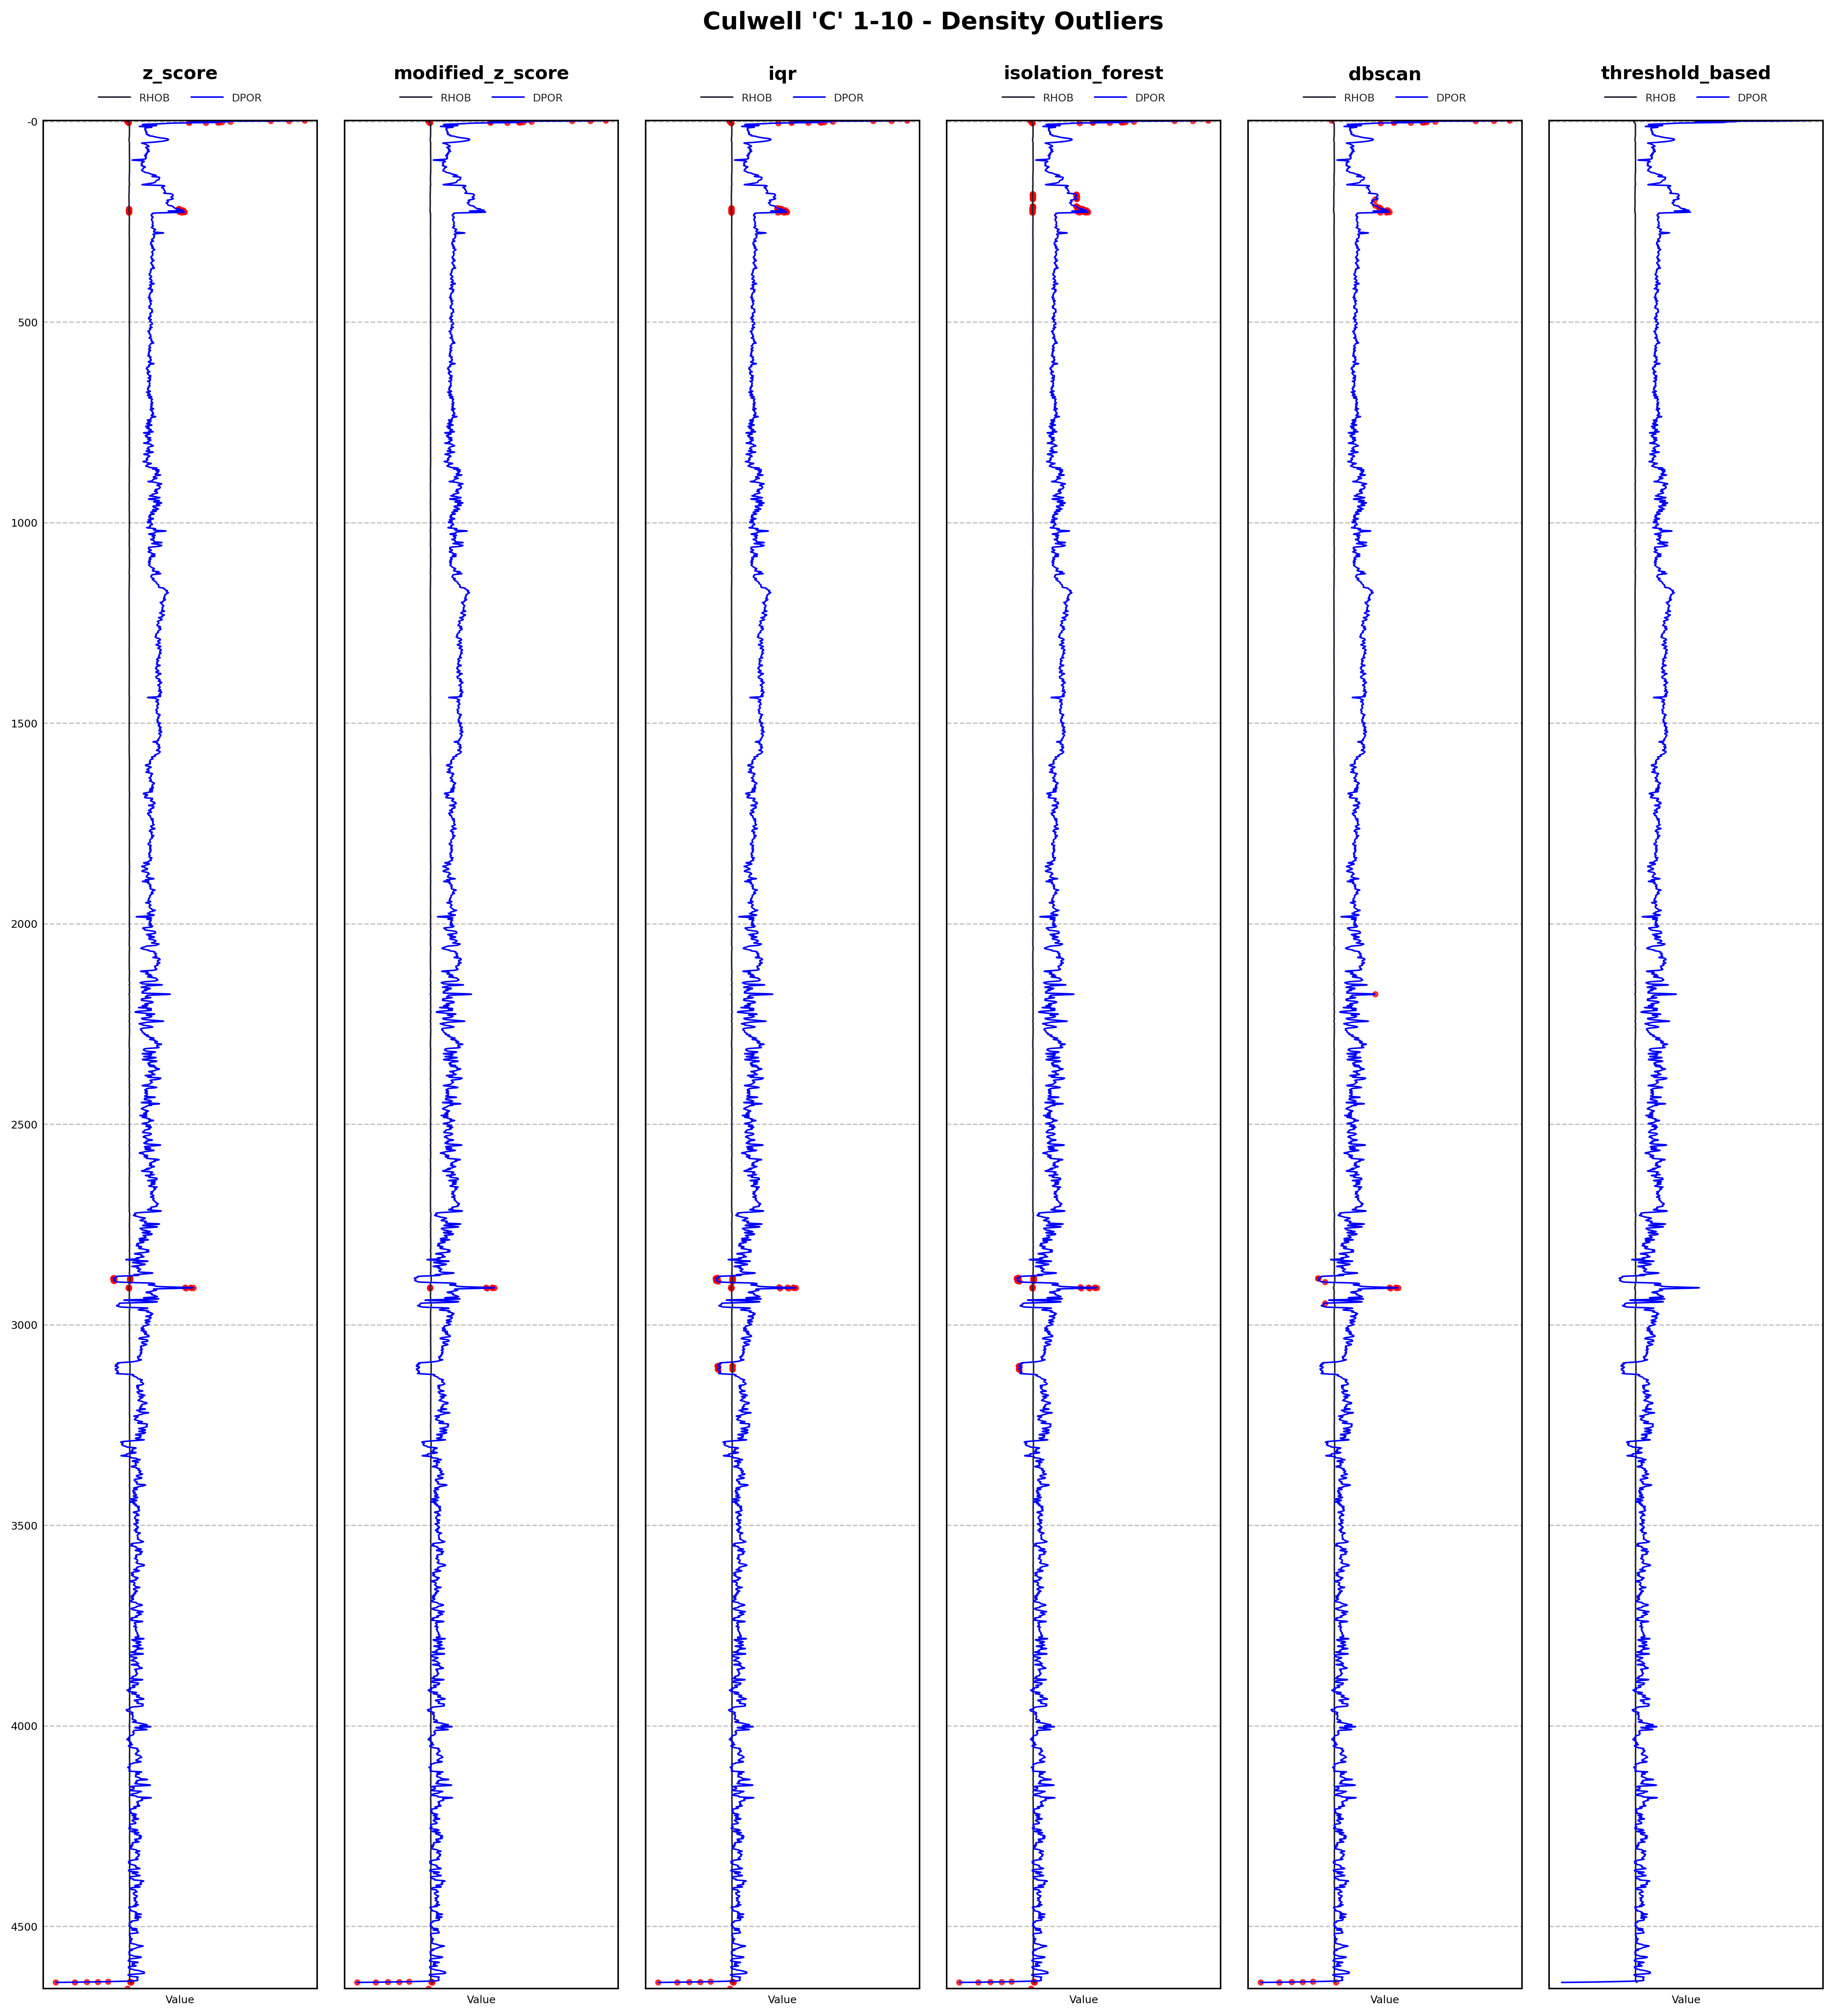 Culwell 'C' 1-10 - Density Outliers
z_score modified_z_score iqr isolation_forest dbscan threshold_based
RHOB DPOR RHOB DPOR RHOB DPOR RHOB DPOR RHOB DPOR RHOB DPOR
-0
500
1000
1500
2000
2500
3000
3500
4000
4500
Value Value Value Value Value Value